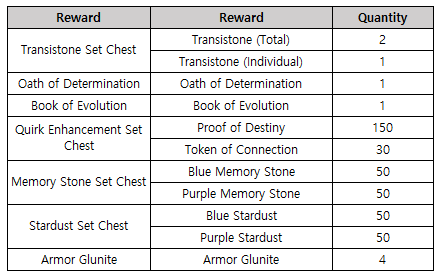 Reward Reward Quantity
Transistone Set Chest Transistone (Total) 2
Transistone (Individual) 1
Oath of Determination Oath of Determination 1
Book of Evolution Book of Evolution 1
Quirk Enhancement Set Chest Proof of Destiny 150
Token of Connection 30
Memory Stone Set Chest Blue Memory Stone 50
Purple Memory Stone 50
Stardust Set Chest Blue Stardust 50
Purple Stardust 50
Armor Glunite Armor Glunite 4